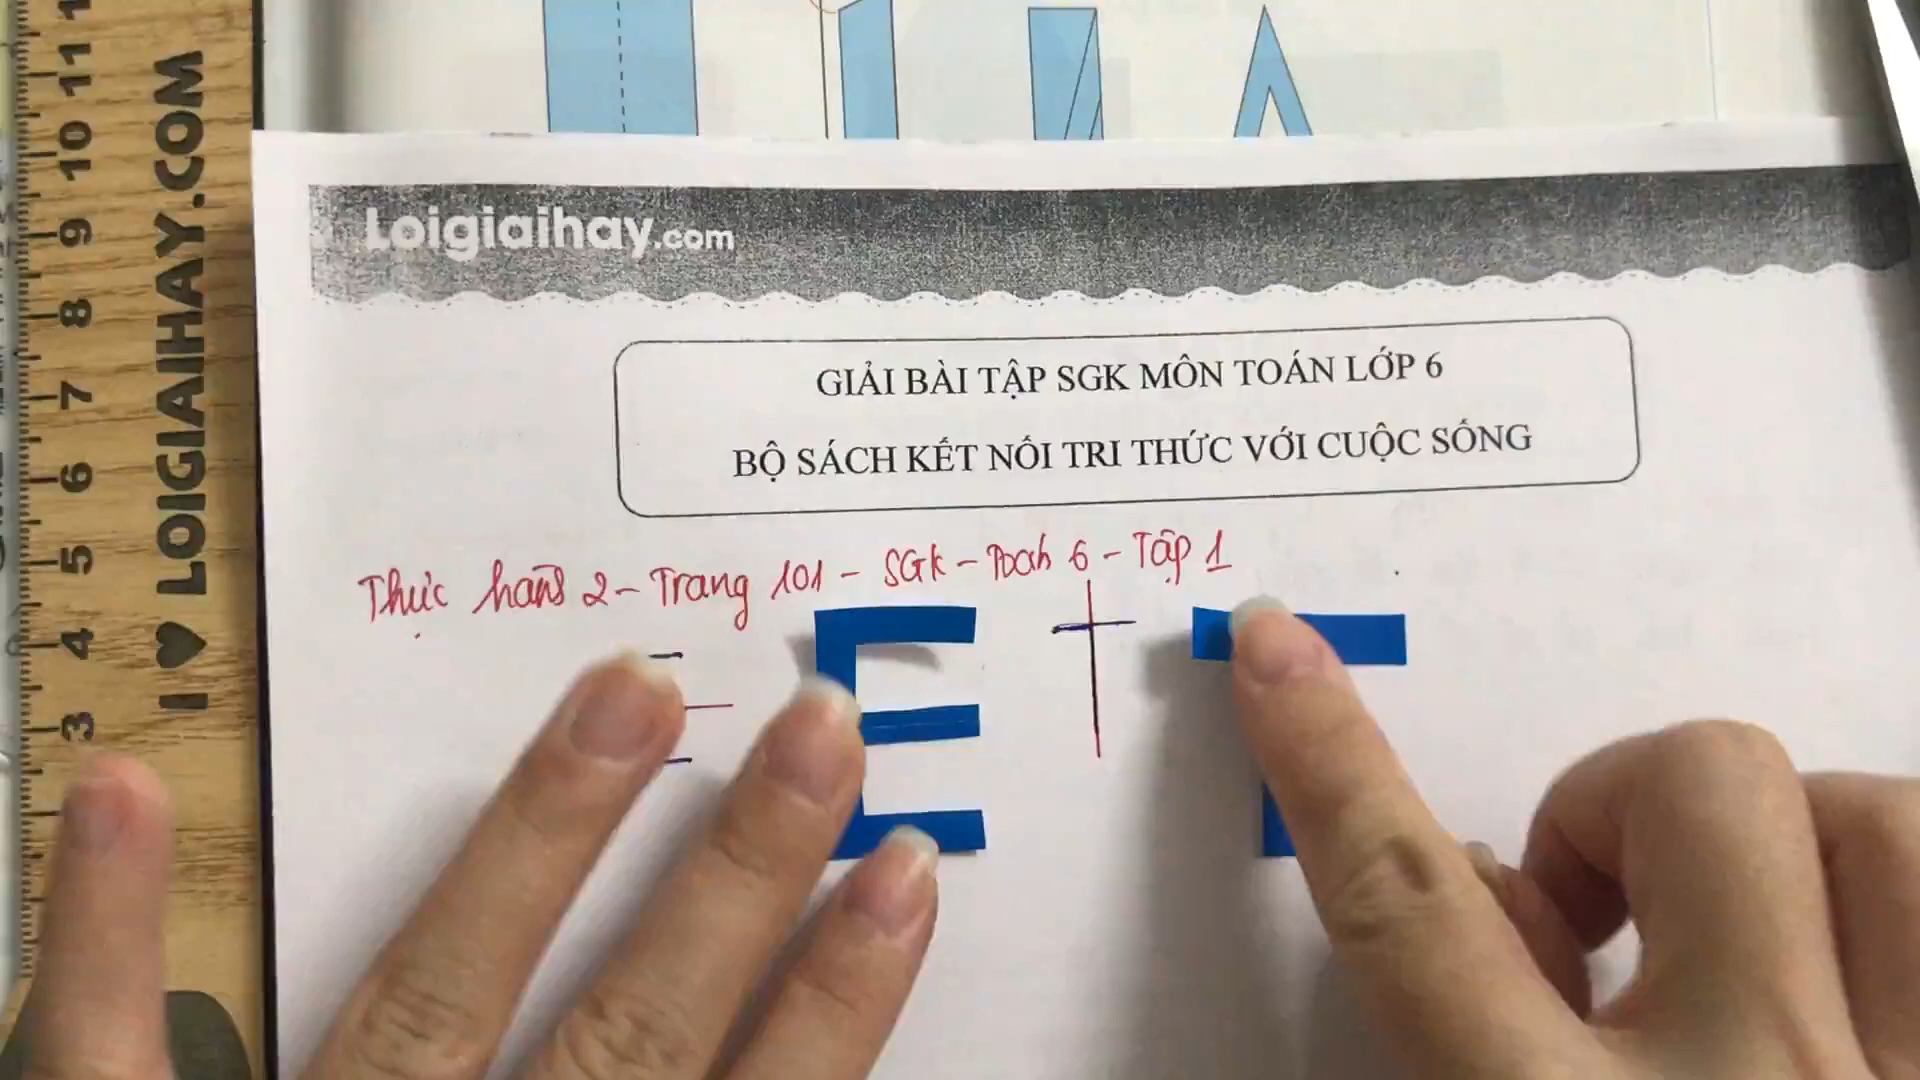 Loigiaihay.com
GIẢI BÀI TẬP SGK MÔN TOÁN LỚP 6
BỘ SÁCH KẾT NỐI TRI THỨC VỚI CUỘC SỐNG
Thực hành 2 - Trang 101 - SGK - Toán 6 - Tập 1
E T
I ♥ LOIGIAIHAY.COM
3 4 5 6 7 8 9 10 11